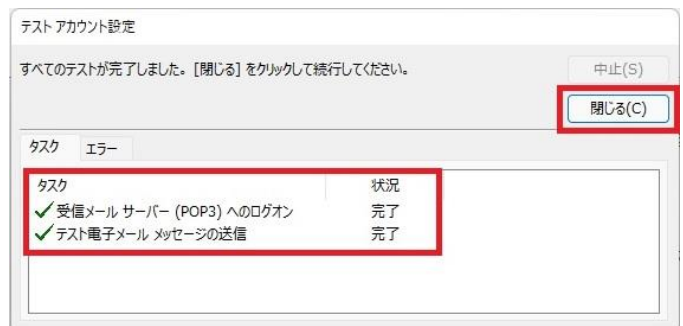 テスト アカウント設定
すべてのテストが完了しました。[閉じる] をクリックして続行してください。
中止(S)
閉じる(C)
タスク エラー
タスク 状況
受信メール サーバー (POP3) へのログオン 完了
テスト電子メール メッセージの送信 完了